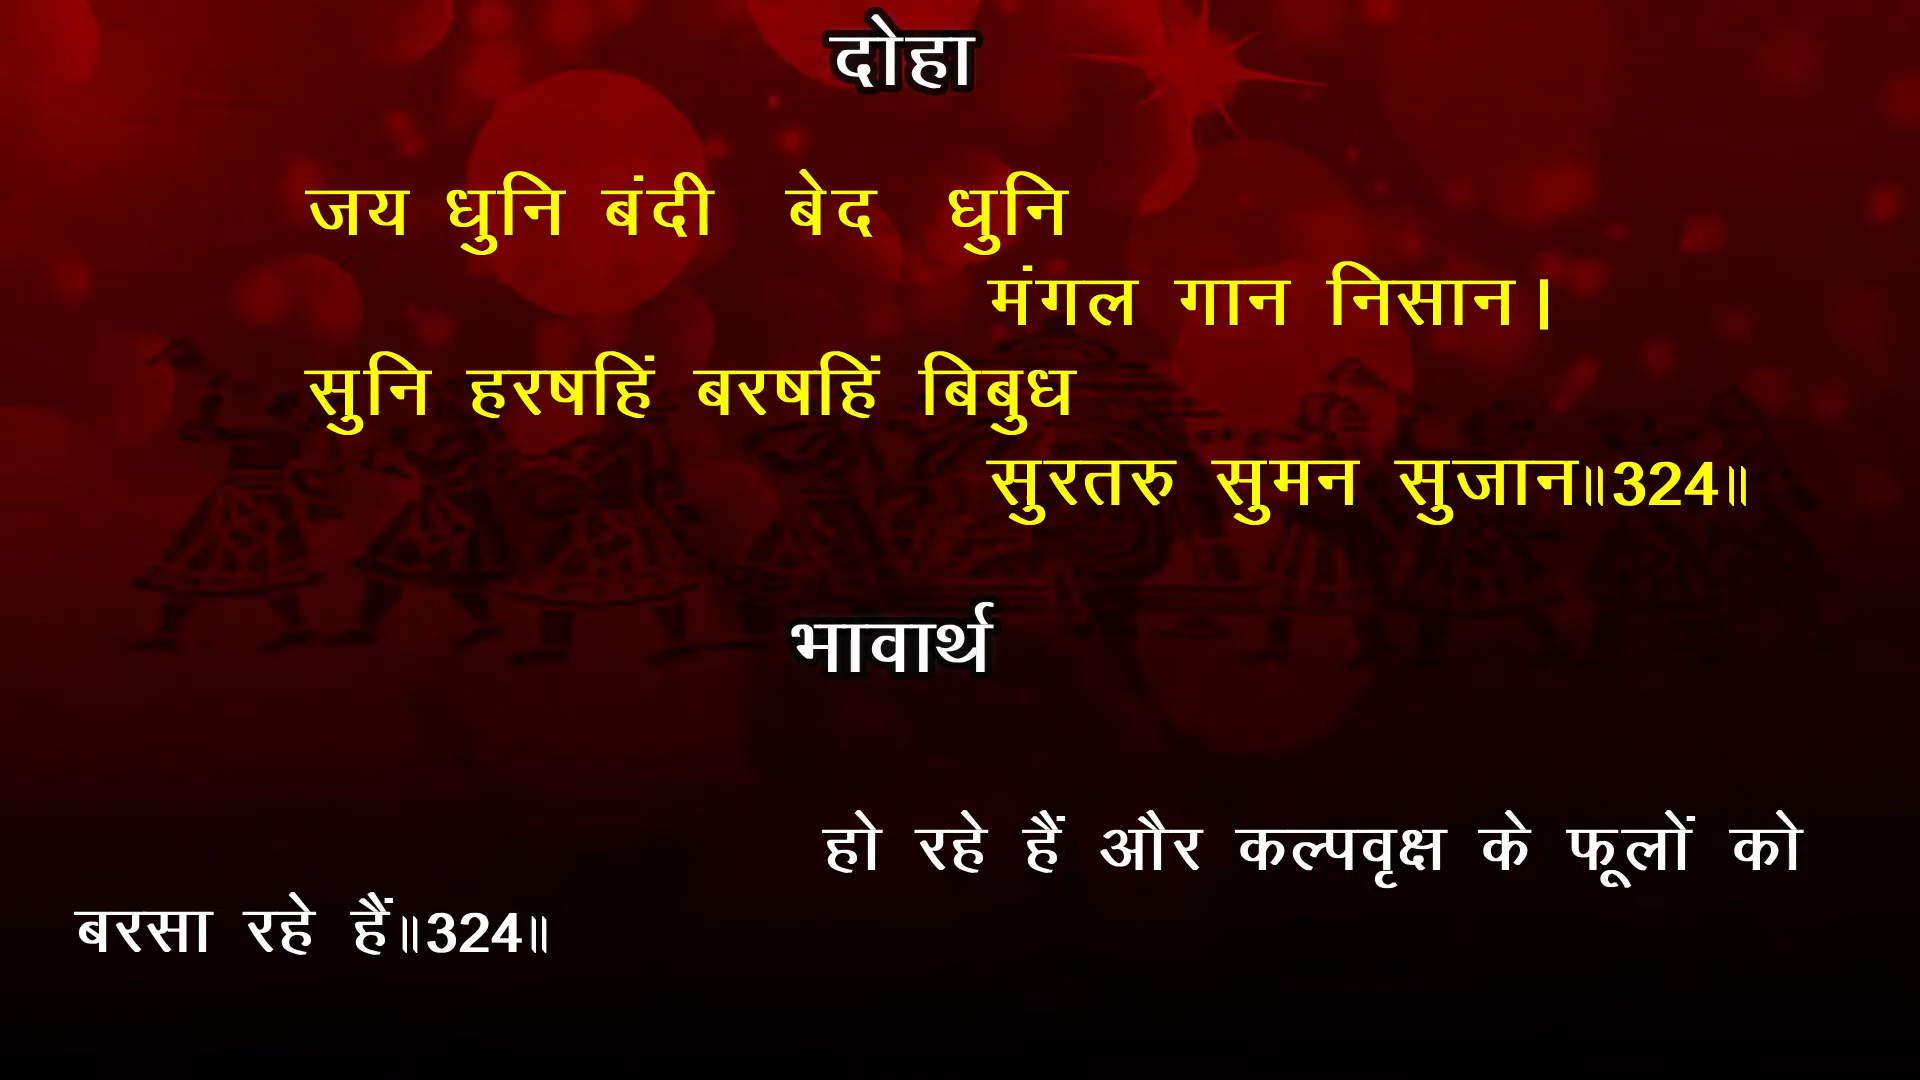 दोहा
जय धुनि बंदी बेद धुनि
मंगल गान निसान।
सुनि हरषहिं बरषहिं बिबुध
सुरतरु सुमन सुजान॥324॥
भावार्थ
हो रहे हैं और कल्पवृक्ष के फूलों को
बरसा रहे हैं॥324॥